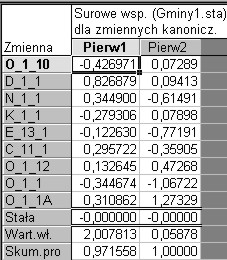 Surowe wsp. (Gminy1.sta)
dla zmiennych kanonicz.
Zmienna Pierw1 Pierw2
O_1_10 -0,426971 0,07289
D_1_1 0,826879 0,09413
N_1_1 0,344900 -0,61491
K_1_1 -0,279306 0,07898
E_13_1 -0,122630 -0,77191
C_11_1 0,295722 -0,35905
O_1_12 0,132645 0,47268
O_1_1 -0,344674 -1,06722
O_1_1A 0,310862 1,27329
Stała -0,000000 -0,00000
Wart.wł. 2,007813 0,05878
Skum.pro 0,971558 1,00000